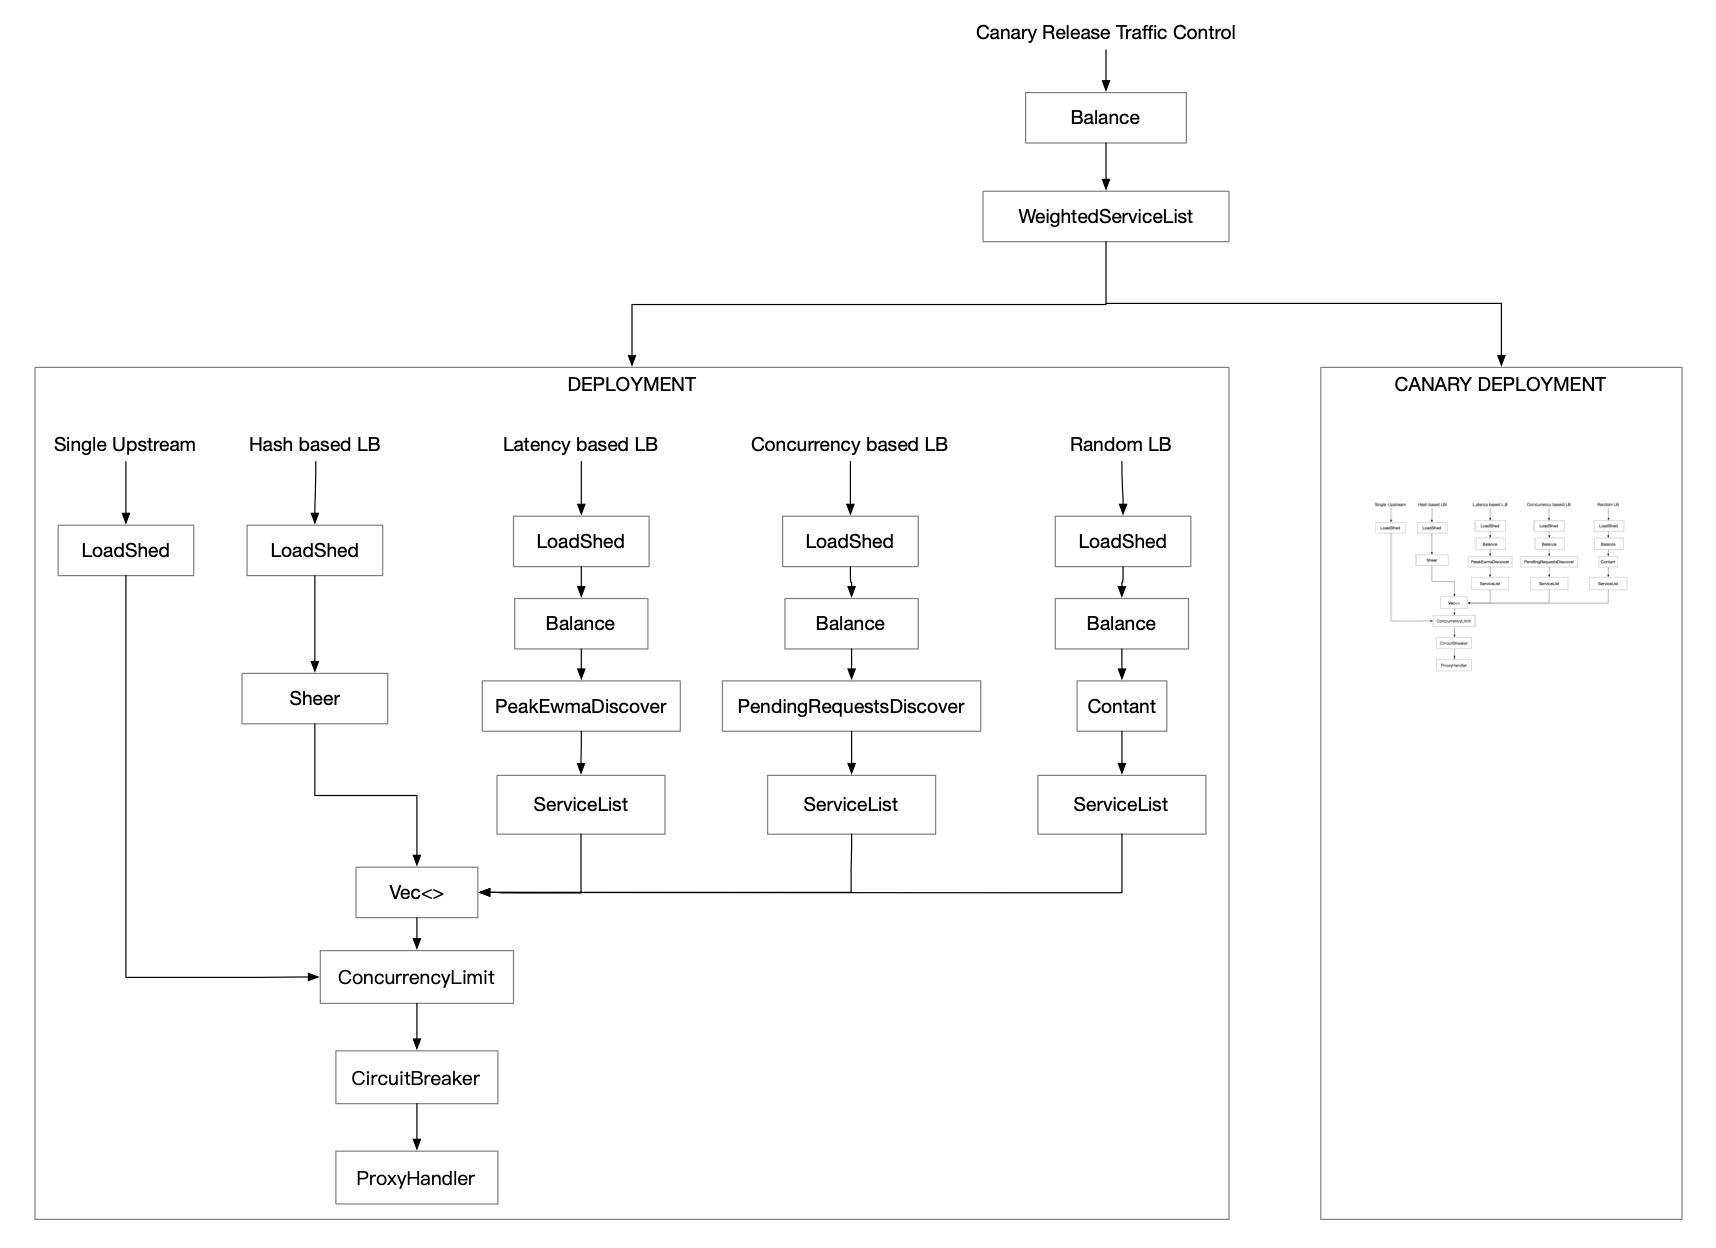 Canary Release Traffic Control
Balance
WeightedServiceList
DEPLOYMENT
Single Upstream
Hash based LB
Latency based LB
Concurrency based LB
Random LB
LoadShed
LoadShed
LoadShed
LoadShed
LoadShed
Balance
Balance
Balance
Sheer
PeakEwmaDiscover
PendingRequestsDiscover
Contant
ServiceList
ServiceList
ServiceList
Vec<>
ConcurrencyLimit
CircuitBreaker
ProxyHandler
CANARY DEPLOYMENT
Single Upstream
Hash based LB
Latency based LB
Concurrency based LB
Random LB
LoadShed
LoadShed
LoadShed
LoadShed
LoadShed
Balance
Balance
Balance
Sheer
PeakEwmaDiscover
PendingRequestsDiscover
Contant
ServiceList
ServiceList
ServiceList
Vec<>
ConcurrencyLimit
CircuitBreaker
ProxyHandler